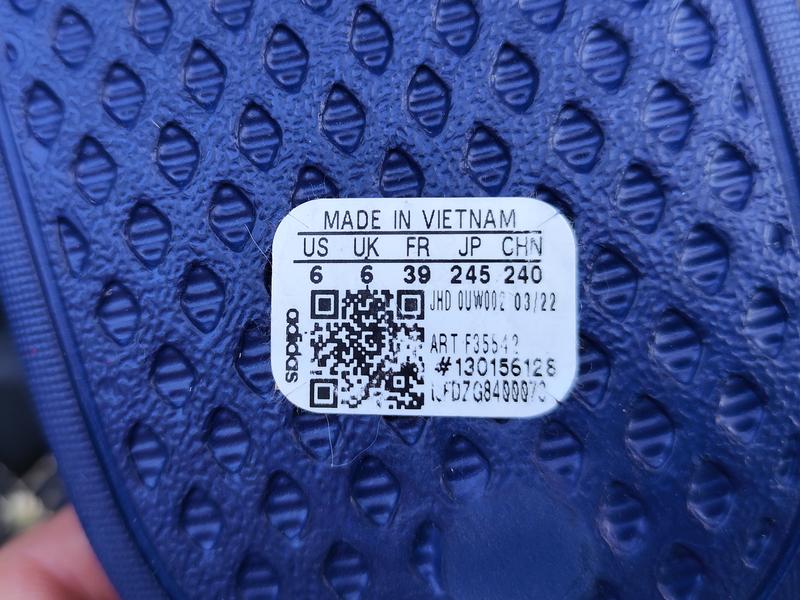 MADE IN VIETNAM
US UK FR JP CHN
6 6 39 245 240
JHD 0UW002 03/22
ART
#130156128
adidas